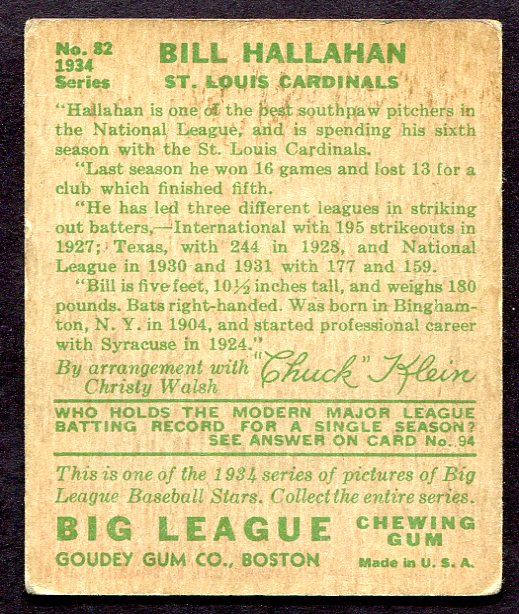 No. 82
1934
Series
BILL HALLAHAN
ST. LOUIS CARDINALS
"Hallahan is one of the best southpaw pitchers in
the National League, and is spending his sixth
season with the St. Louis Cardinals.
"Last season he won 16 games and lost 13 for a
club which finished fifth.
"He has led three different leagues in striking
out batters,—International with 195 strikeouts in
1927; Texas, with 244 in 1928, and National
League in 1930 and 1931 with 177 and 159.
"Bill is five feet, 10½ inches tall, and weighs 180
pounds. Bats right-handed. Was born in Bingham-
ton, N. Y. in 1904, and started professional career
with Syracuse in 1924."
By arrangement with
Christy Walsh
"Chuck" Klein
WHO HOLDS THE MODERN MAJOR LEAGUE
BATTING RECORD FOR A SINGLE SEASON?
SEE ANSWER ON CARD No. 94
This is one of the 1934 series of pictures of Big
League Baseball Stars. Collect the entire series.
BIG LEAGUE
CHEWING
GUM
GOUDEY GUM CO., BOSTON
Made in U. S. A.